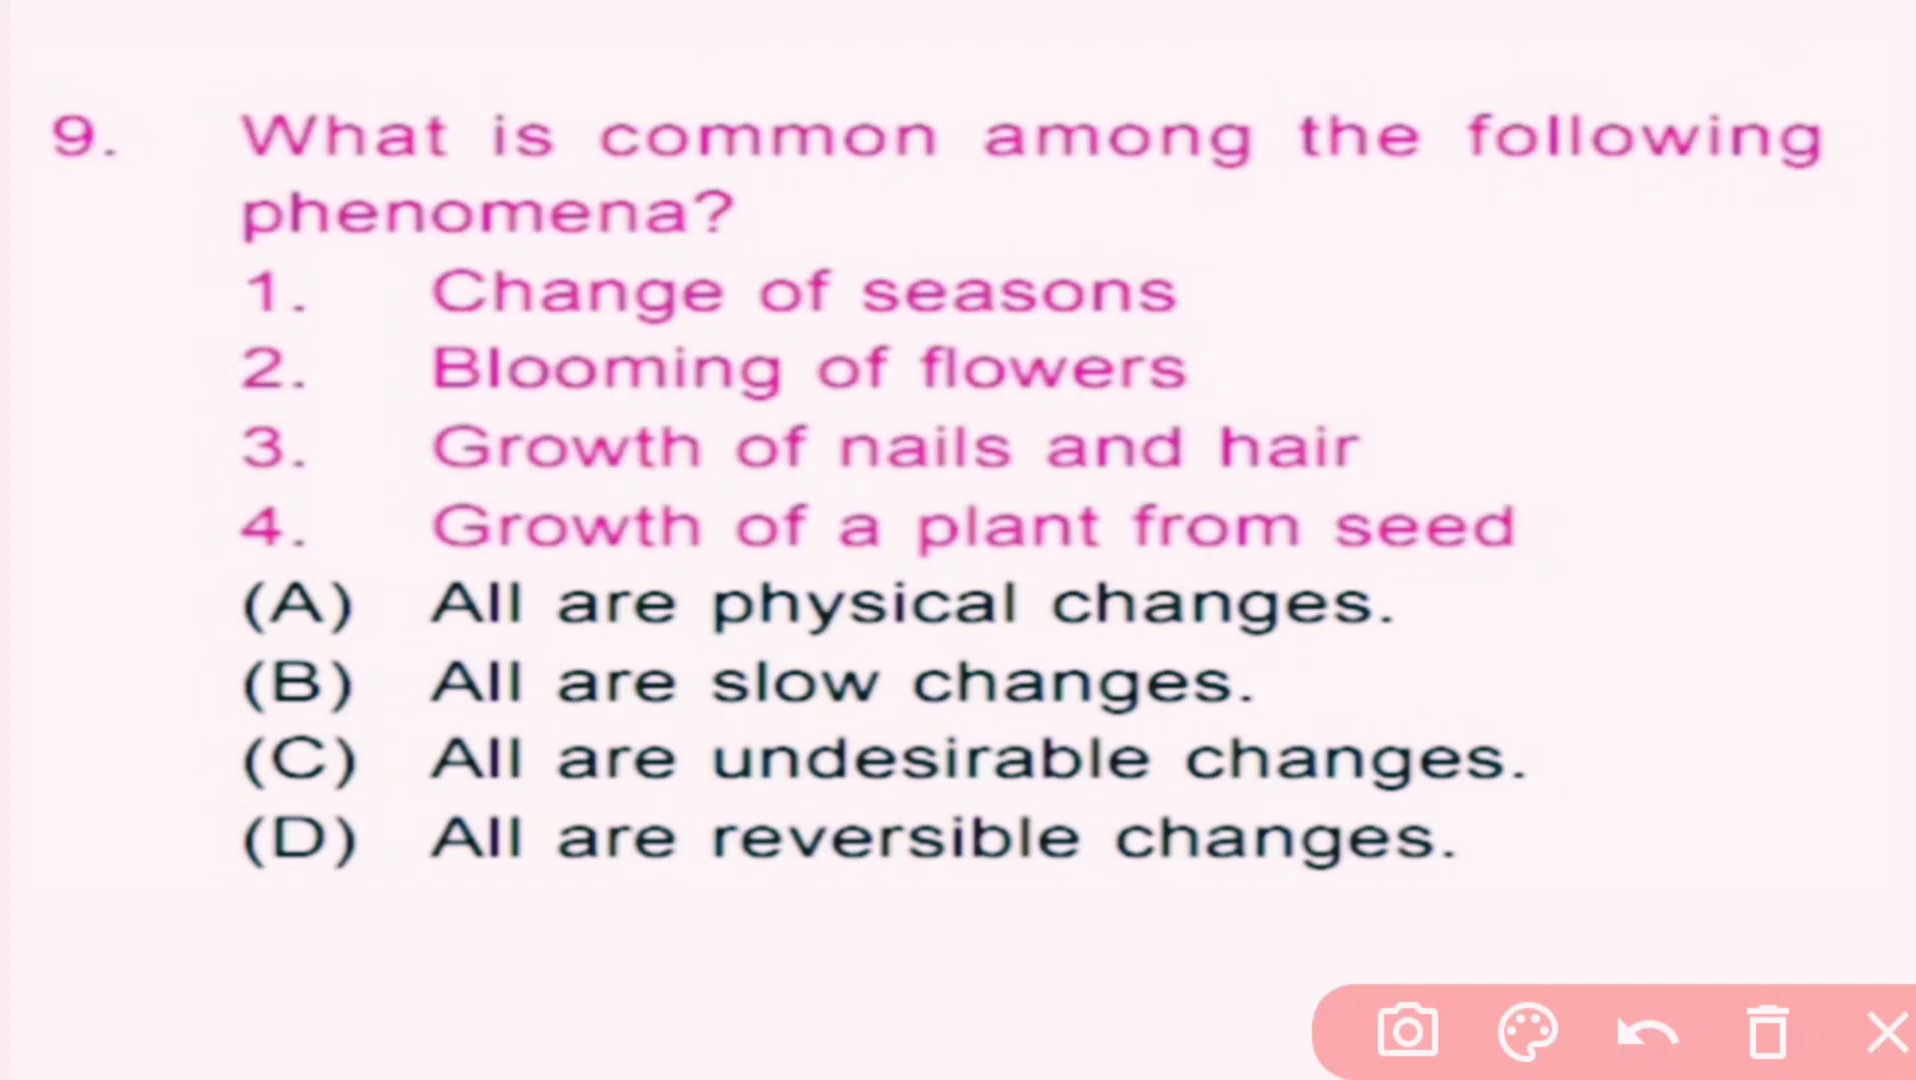 9. What is common among the following
phenomena?
1. Change of seasons
2. Blooming of flowers
3. Growth of nails and hair
4. Growth of a plant from seed
(A) All are physical changes.
(B) All are slow changes.
(C) All are undesirable changes.
(D) All are reversible changes.